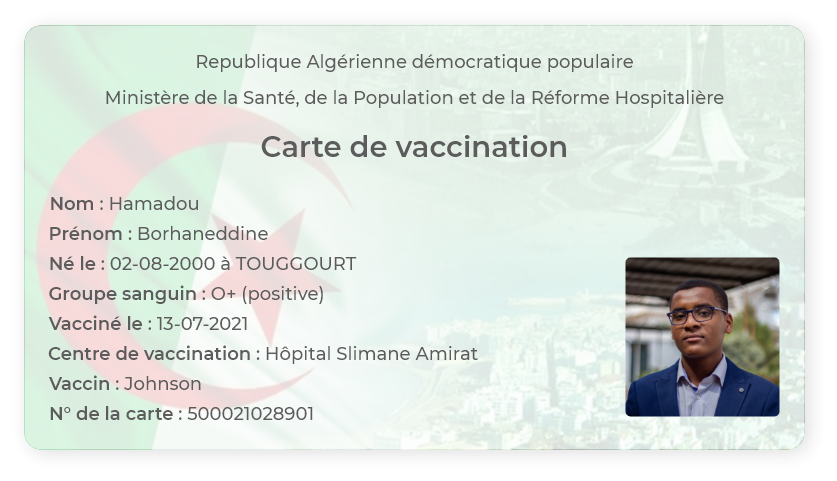 Republique Algérienne démocratique populaire
Ministère de la Santé, de la Population et de la Réforme Hospitalière
Carte de vaccination
Nom : Hamadou
Prénom : Borhaneddine
Né le : 02-08-2000 à TOUGGOURT
Groupe sanguin : O+ (positive)
Vacciné le : 13-07-2021
Centre de vaccination : Hôpital Slimane Amirat
Vaccin : Johnson
N° de la carte : 500021028901